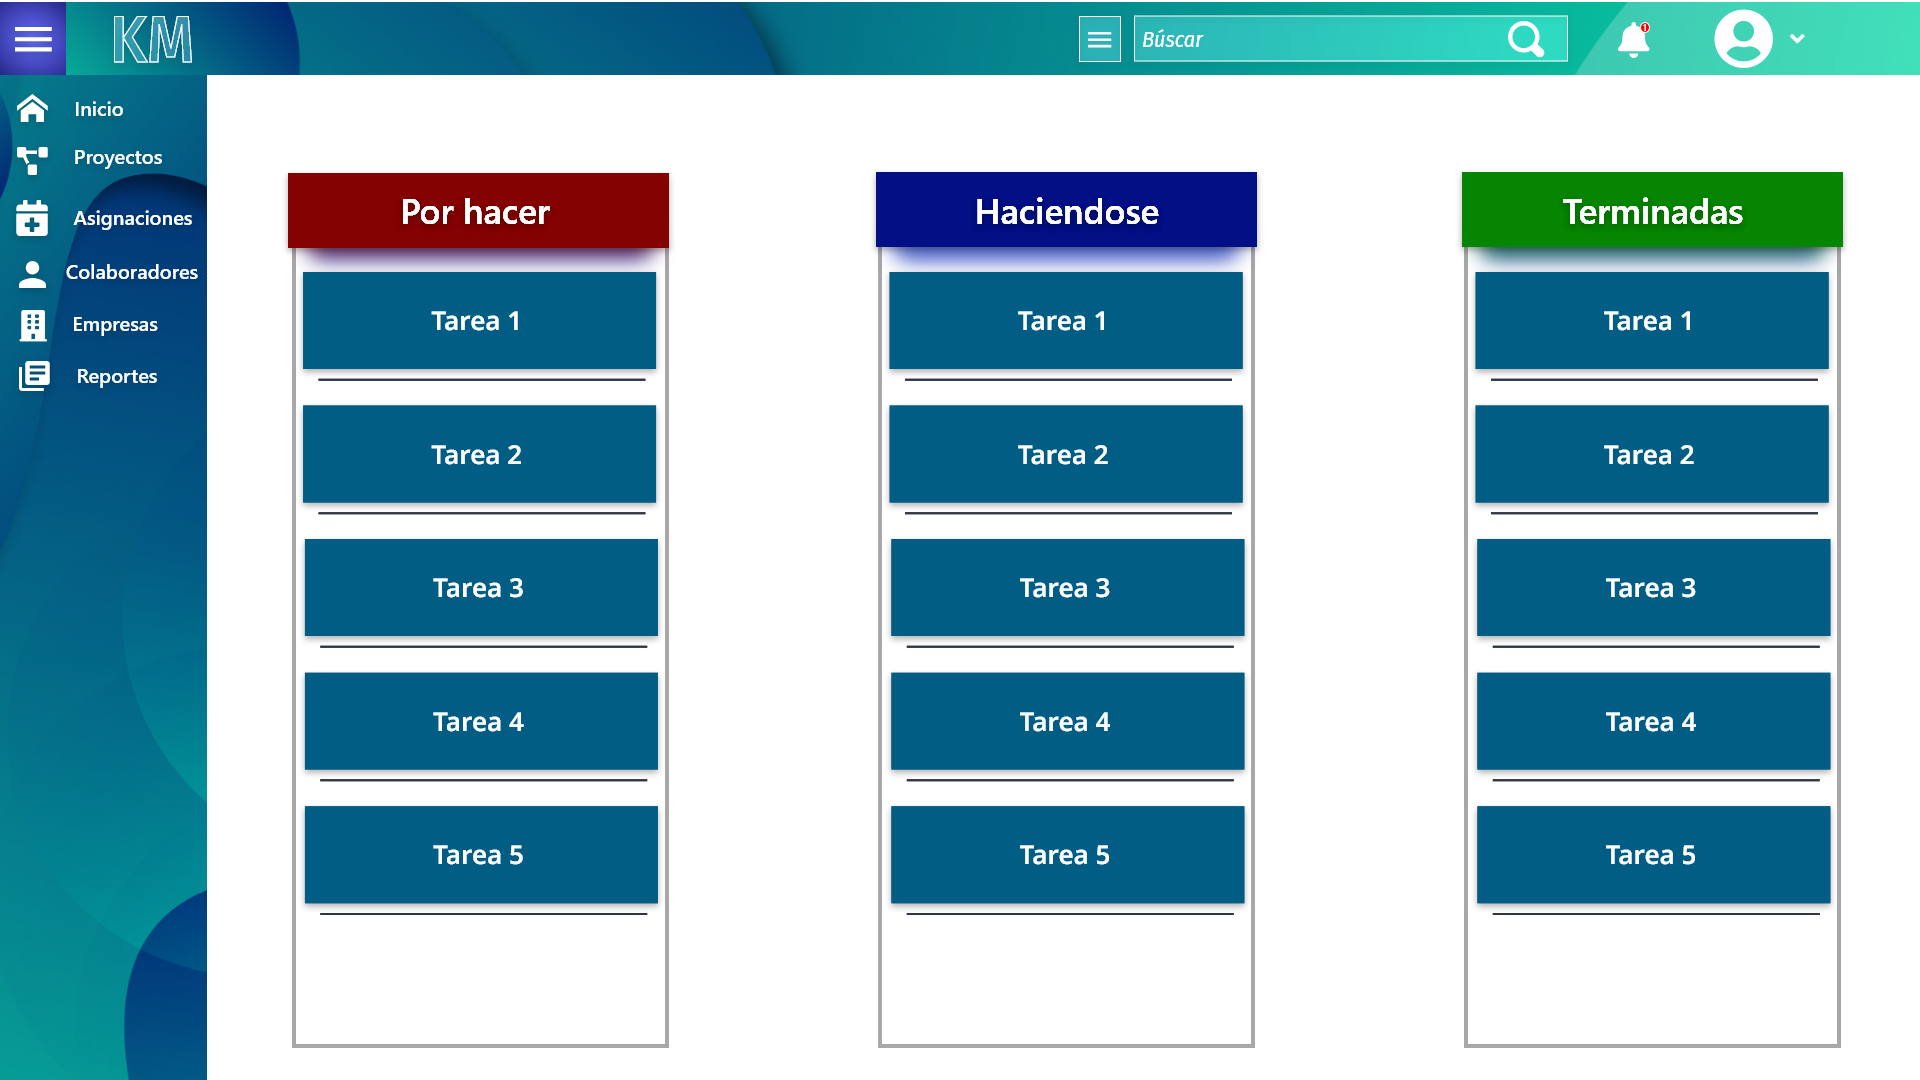 KM
Búscar
1
Inicio
Proyectos
Asignaciones
Colaboradores
Empresas
Reportes
Por hacer
Tarea 1
Tarea 2
Tarea 3
Tarea 4
Tarea 5
Haciendose
Tarea 1
Tarea 2
Tarea 3
Tarea 4
Tarea 5
Terminadas
Tarea 1
Tarea 2
Tarea 3
Tarea 4
Tarea 5